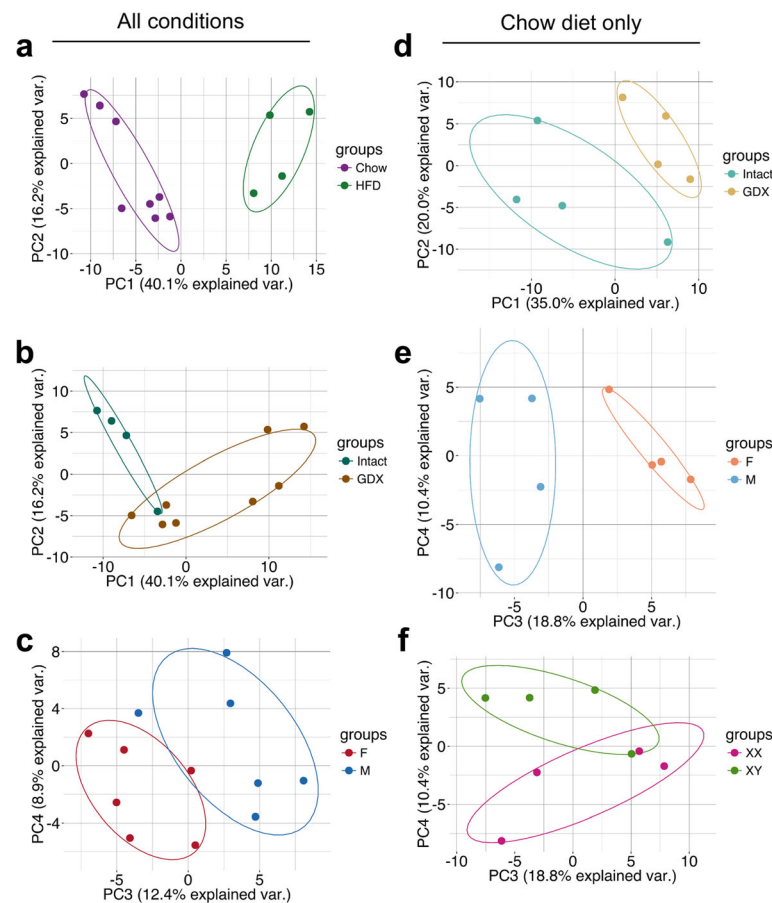 All conditions
Chow diet only
a
PC2 (16.2% explained var.)
5
0
-5
-10
-10
-5
0
5
10
15
PC1 (40.1% explained var.)
groups
Chow
HFD
d
PC2 (20.0% explained var.)
10
5
0
-5
-10
-10
0
10
PC1 (35.0% explained var.)
groups
Intact
GDX
b
PC2 (16.2% explained var.)
10
5
0
-5
-10
-10
0
10
PC1 (40.1% explained var.)
groups
Intact
GDX
e
PC4 (10.4% explained var.)
5
0
-5
-10
-5
0
5
PC3 (18.8% explained var.)
groups
F
M
c
PC4 (8.9% explained var.)
8
4
0
-4
-5
0
5
PC3 (12.4% explained var.)
groups
F
M
f
PC4 (10.4% explained var.)
5
0
-5
-10
-5
0
5
10
PC3 (18.8% explained var.)
groups
XX
XY